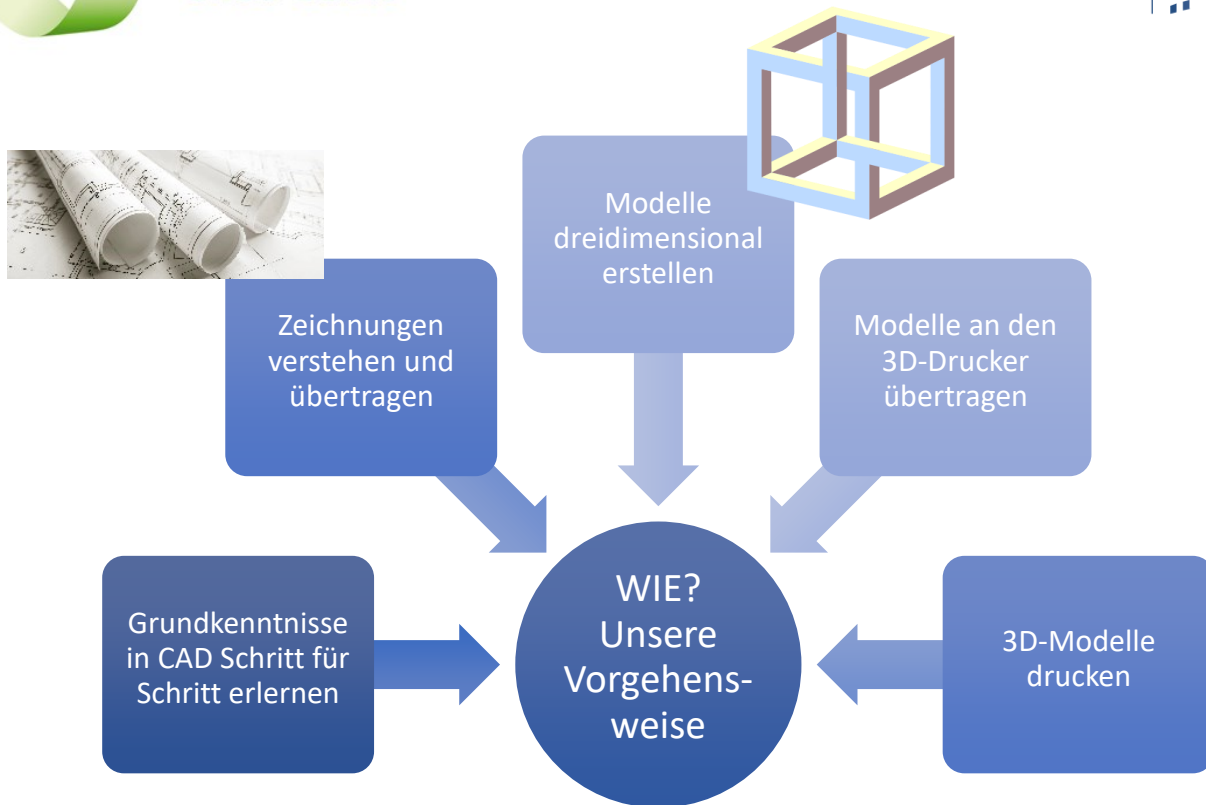 Modelle
dreidimensional
erstellen
Zeichnungen
verstehen und
übertragen
Modelle an den
3D-Drucker
übertragen
Grundkenntnisse
in CAD Schritt für
Schritt erlernen
WIE?
Unsere
Vorgehens-
weise
3D-Modelle
drucken